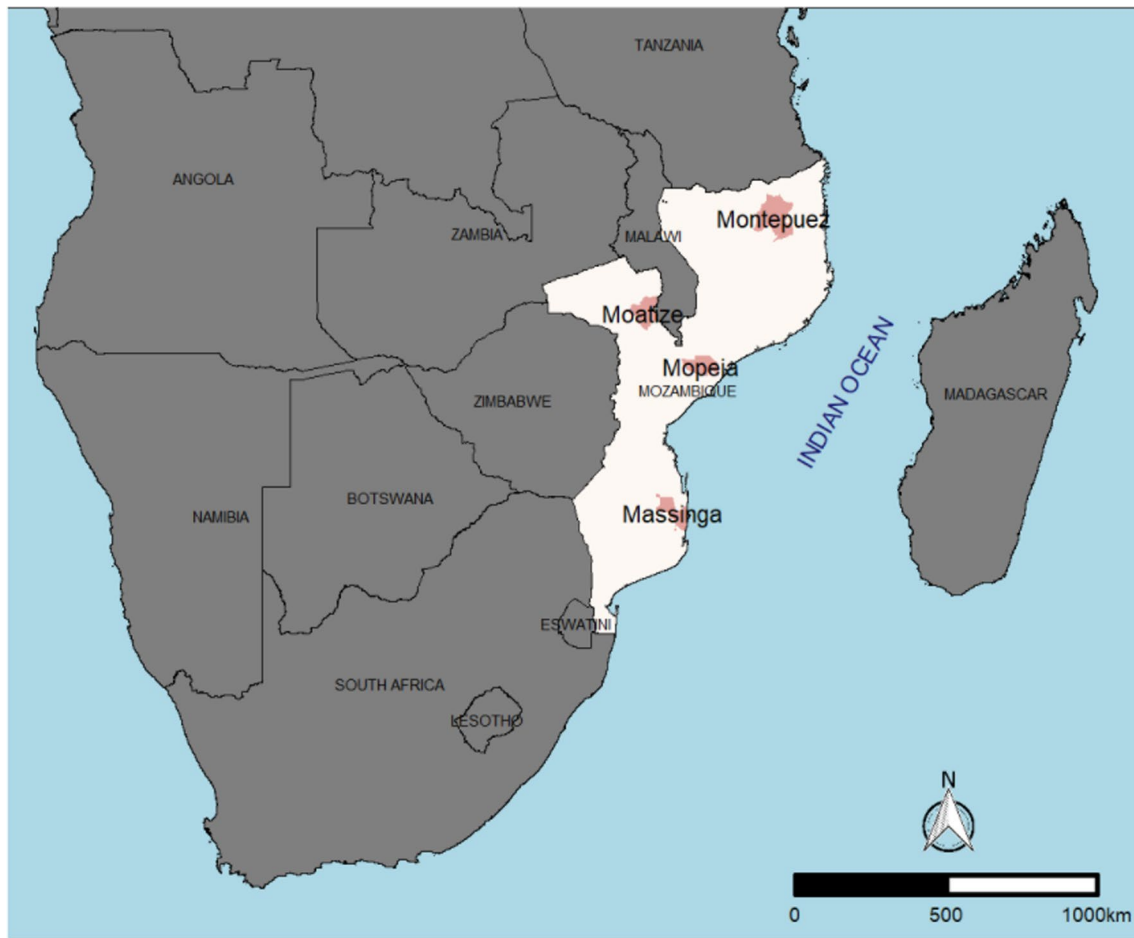 TANZANIA
ANGOLA
Montepuez
ZAMBIA
MALAWI
Moatize
Mopeia
MOZAMBIQUE
INDIAN OCEAN
MADAGASCAR
ZIMBABWE
BOTSWANA
NAMIBIA
Massinga
ESWATINI
SOUTH AFRICA
LESOTHO
N
0 500 1000km